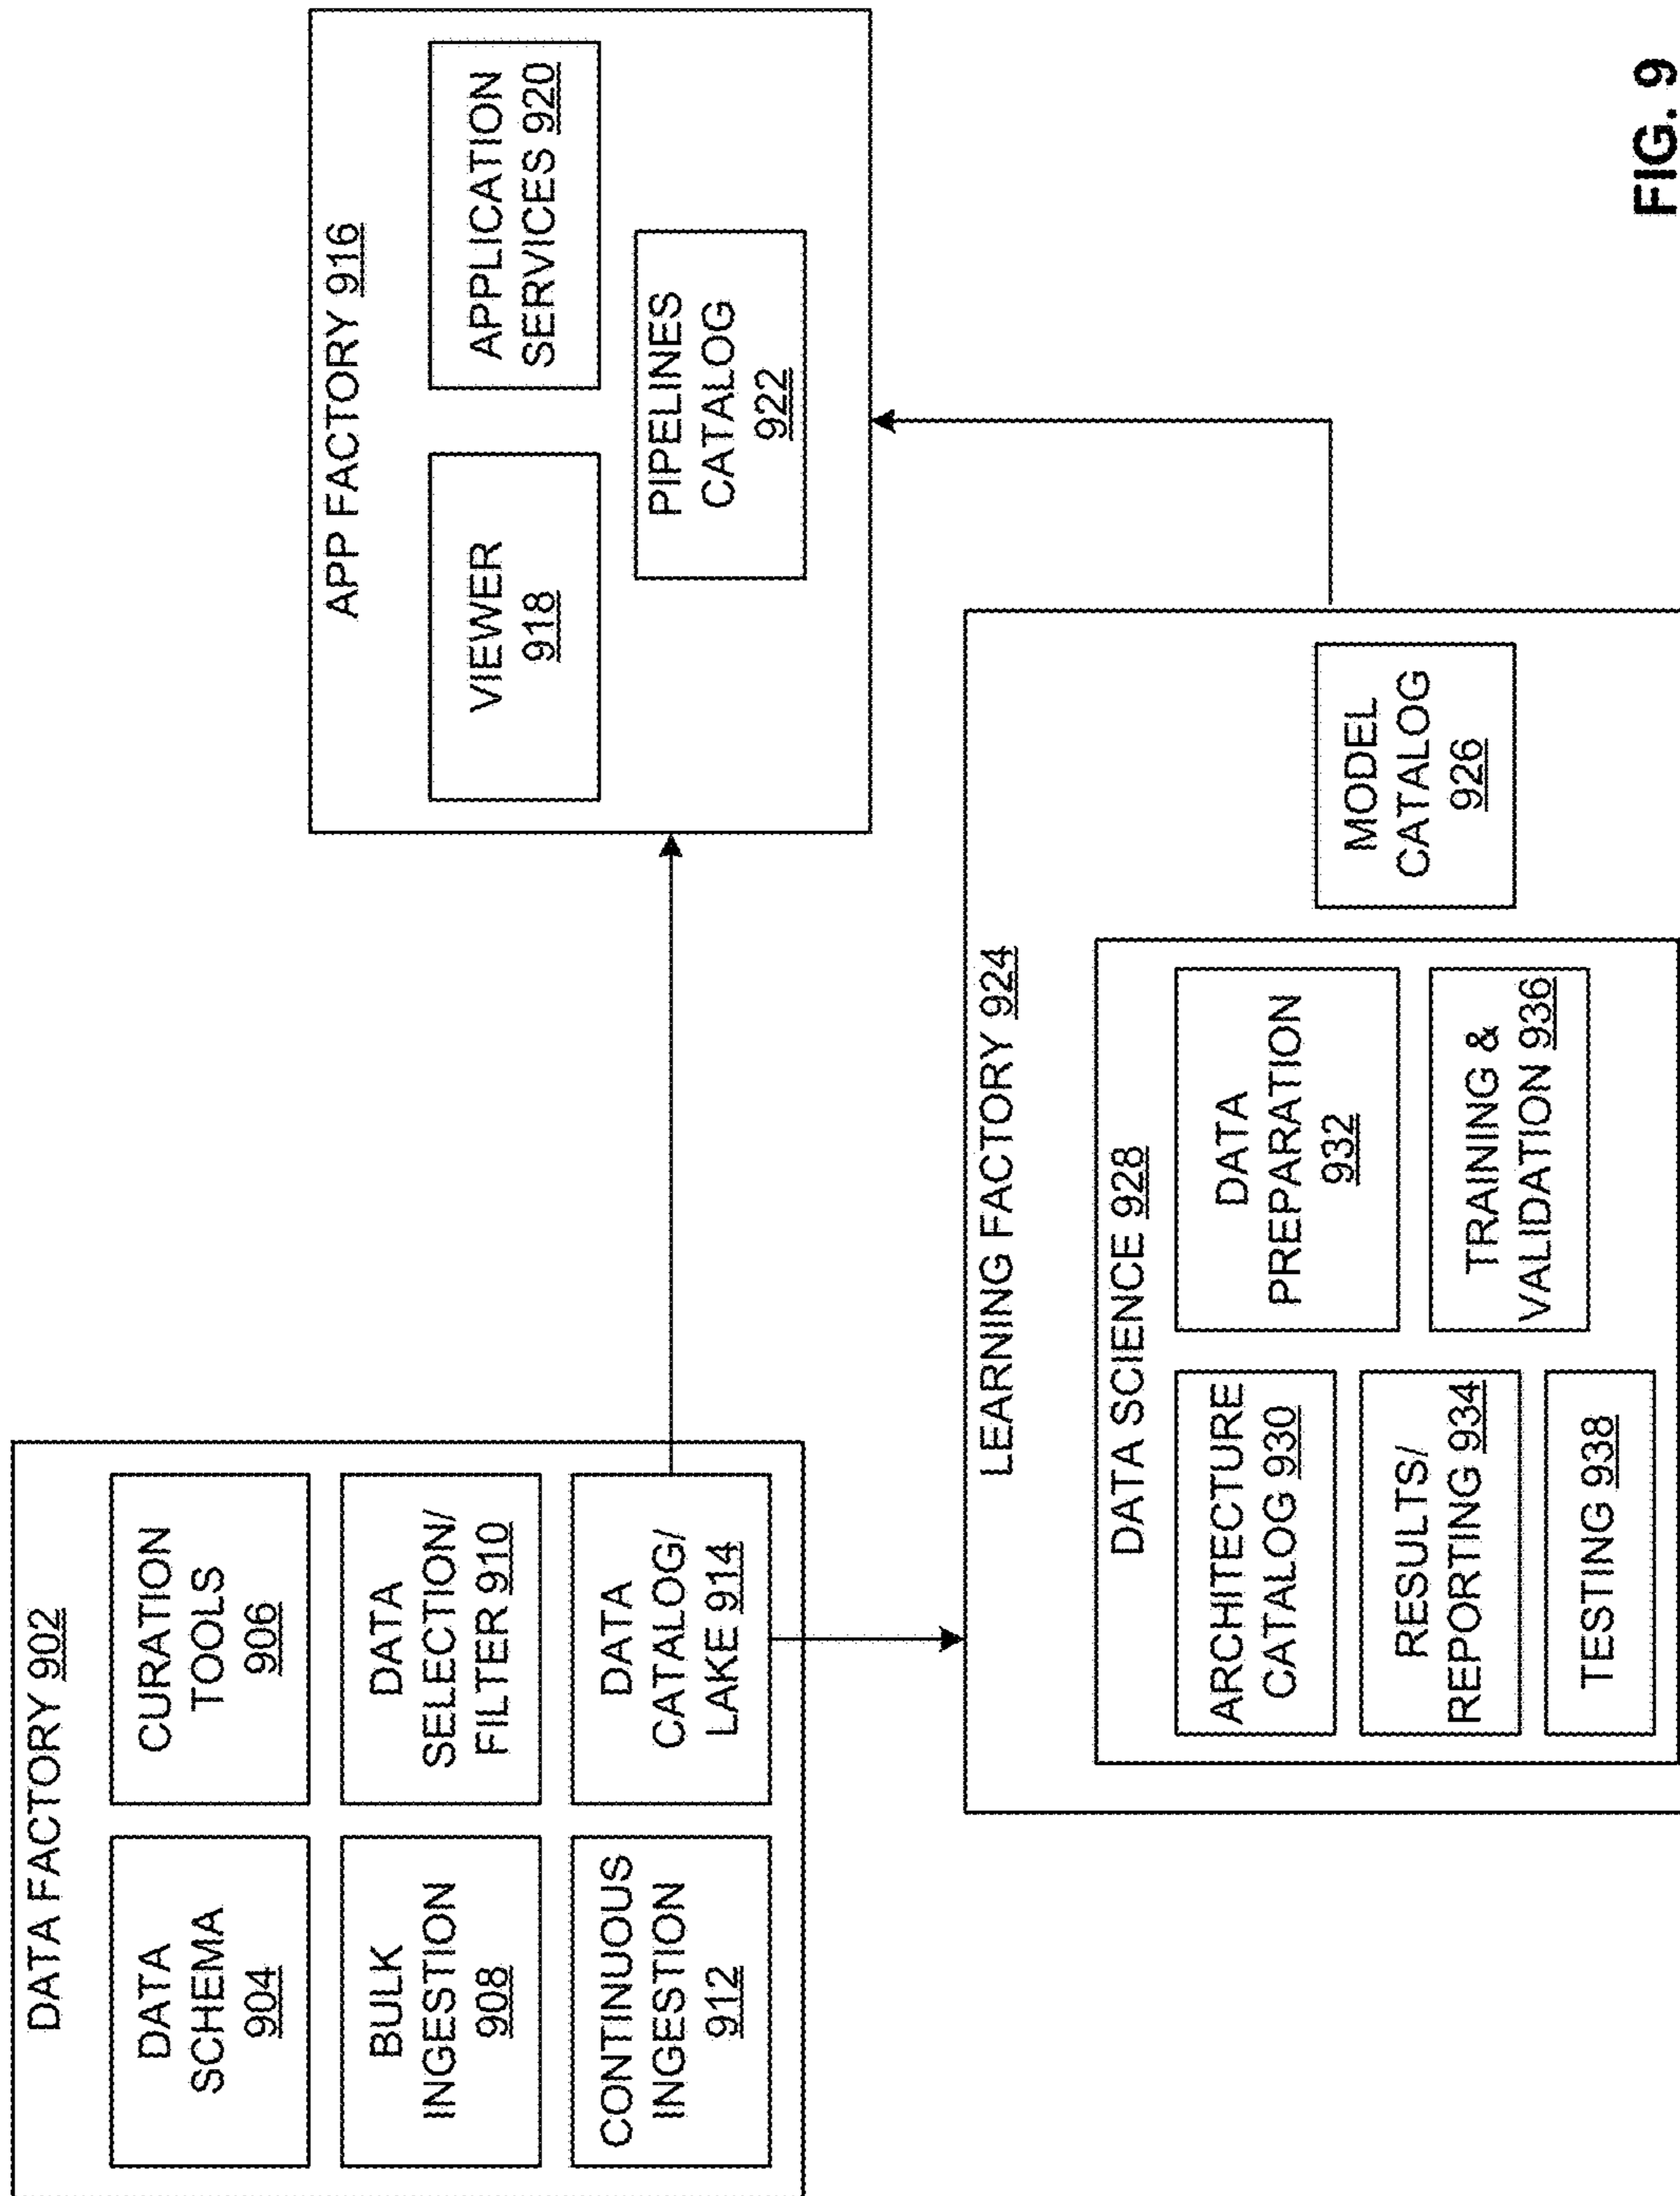 DATA FACTORY 902
DATA
SCHEMA
904
CURATION
TOOLS
906
BULK
INGESTION
908
DATA
SELECTION/
FILTER 910
CONTINUOUS
INGESTION
912
DATA
CATALOG/
LAKE 914
APP FACTORY 916
VIEWER
918
APPLICATION
SERVICES 920
PIPELINES
CATALOG
922
LEARNING FACTORY 924
DATA SCIENCE 928
ARCHITECTURE
CATALOG 930
DATA
PREPARATION
932
RESULTS/
REPORTING 934
TRAINING &
VALIDATION 936
TESTING 938
MODEL
CATALOG
926
FIG. 9